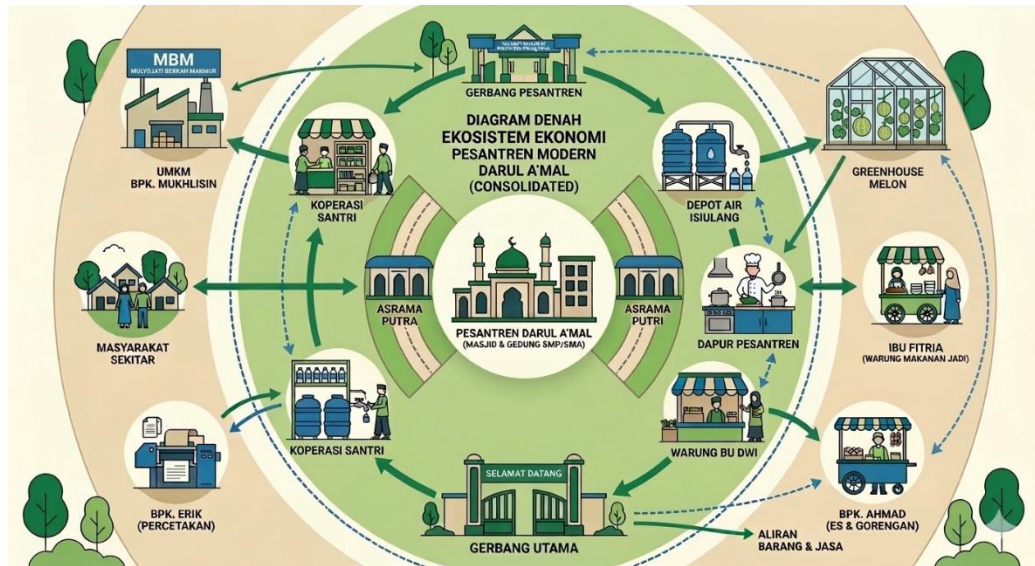 MBM
MULYOJATI BERKAH MAKMUR
UMKM
BPK. MUKHLISIN
GERBANG PESANTREN
DIAGRAM DENAH
EKOSISTEM EKONOMI
PESANTREN MODERN
DARUL A'MAL
(CONSOLIDATED)
KOPERASI
SANTRI
DEPOT AIR
ISIULANG
GREENHOUSE
MELON
MASYARAKAT
SEKITAR
ASRAMA
PUTRA
PESANTREN DARUL A'MAL
(MASJID & GEDUNG SMP/SMA)
ASRAMA
PUTRI
DAPUR PESANTREN
IBU FITRIA
(WARUNG MAKANAN JADI)
KOPERASI SANTRI
WARUNG BU DWI
BPK. ERIK
(PERCETAKAN)
SELAMAT DATANG
GERBANG UTAMA
BPK. AHMAD
(ES & GORENGAN)
ALIRAN
BARANG & JASA